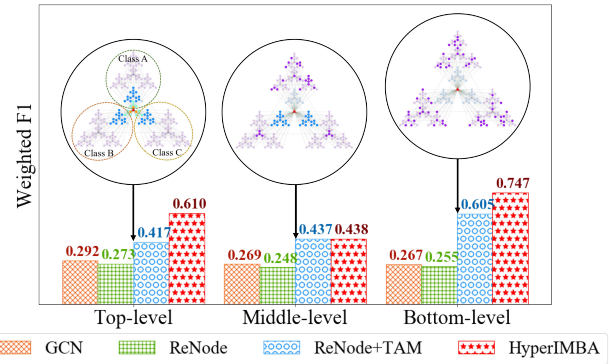 Class A
Class B
Class C
Weighted F1
0.292
0.273
0.417
0.610
0.269
0.248
0.437
0.438
0.267
0.255
0.605
0.747
Top-level
Middle-level
Bottom-level
GCN
ReNode
ReNode+TAM
HyperIMBA